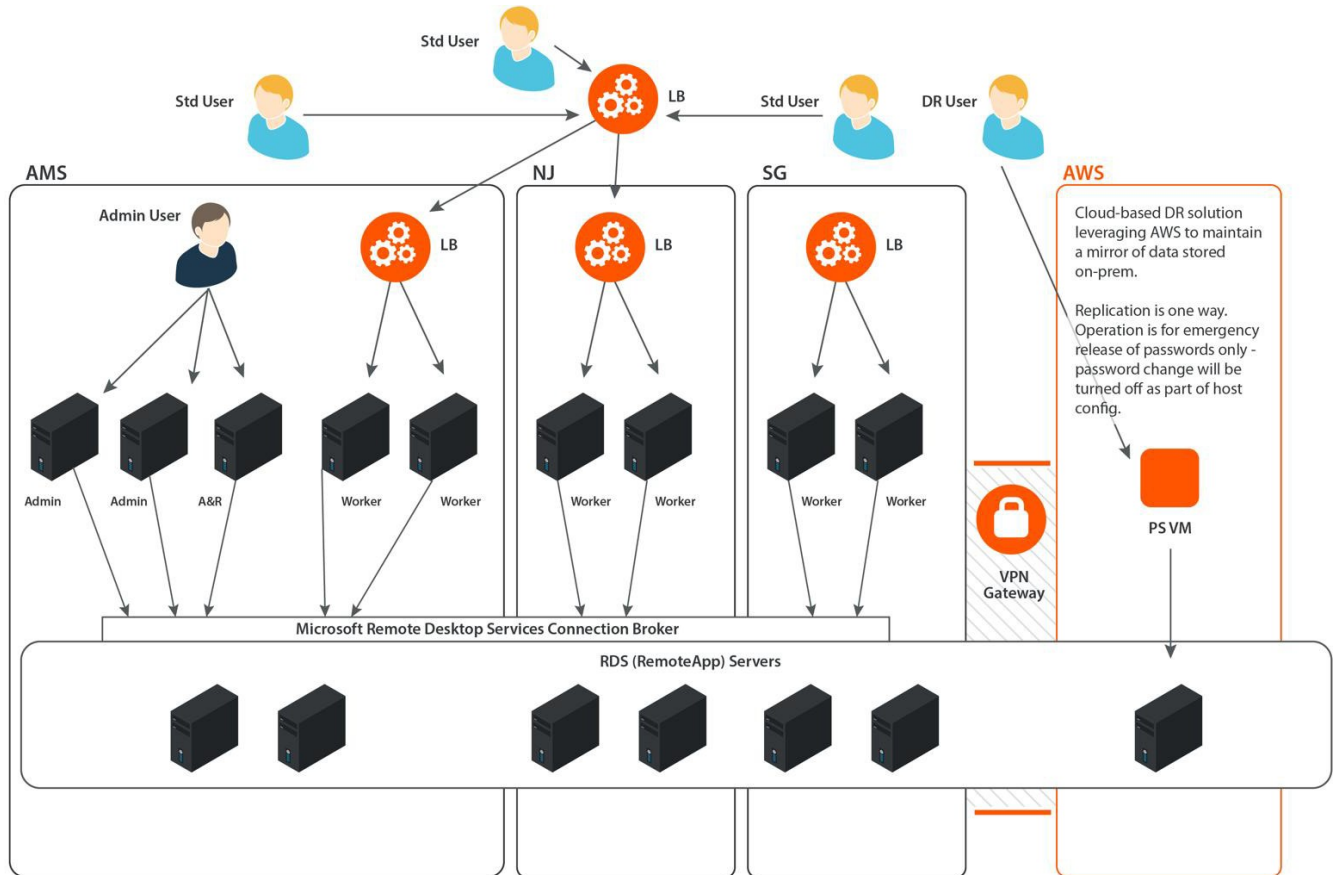 Std User
Std User
LB
Std User
DR User
AMS
NJ
SG
AWS
Admin User
LB
LB
LB
Cloud-based DR solution
leveraging AWS to maintain
a mirror of data stored
on-prem.
Replication is one way.
Operation is for emergency
release of passwords only -
password change will be
turned off as part of host
config.
Admin
Admin
A&R
Worker
Worker
Worker
Worker
Worker
Worker
PS VM
VPN
Gateway
Microsoft Remote Desktop Services Connection Broker
RDS (RemoteApp) Servers